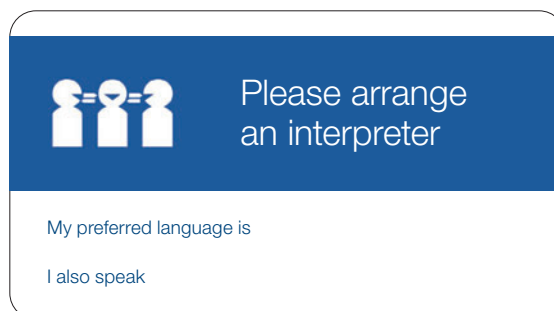 Please arrange
an interpreter
My preferred language is
I also speak